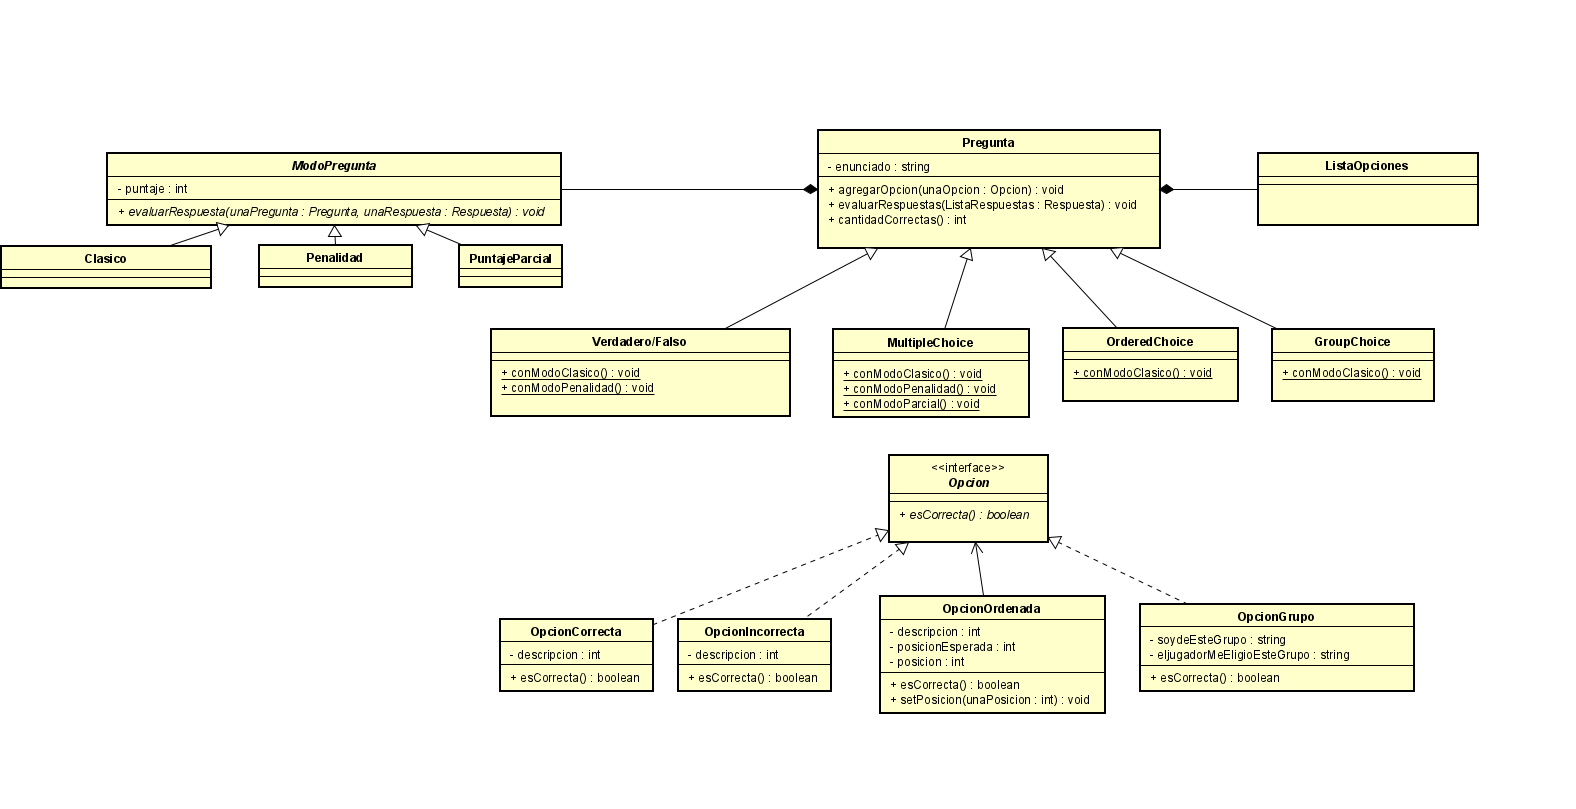 ModoPregunta
- puntaje : int
+ evaluarRespuesta(unaPregunta : Pregunta, unaRespuesta : Respuesta) : void
Clasico
Penalidad
PuntajeParcial
Pregunta
- enunciado : string
+ agregarOpcion(unaOpcion : Opcion) : void
+ evaluarRespuestas(ListaRespuestas : Respuesta) : void
+ cantidadCorrectas() : int
ListaOpciones
Verdadero/Falso
+ conModoClasico() : void
+ conModoPenalidad() : void
MultipleChoice
+ conModoClasico() : void
+ conModoPenalidad() : void
+ conModoParcial() : void
OrderedChoice
+ conModoClasico() : void
GroupChoice
+ conModoClasico() : void
<<interface>>
Opcion
+ esCorrecta() : boolean
OpcionCorrecta
- descripcion : int
+ esCorrecta() : boolean
OpcionIncorrecta
- descripcion : int
+ esCorrecta() : boolean
OpcionOrdenada
- descripcion : int
- posicionEsperada : int
- posicion : int
+ esCorrecta() : boolean
+ setPosicion(unaPosicion : int) : void
OpcionGrupo
- soydeEsteGrupo : string
- eljugadorMeEligioEsteGrupo : string
+ esCorrecta() : boolean